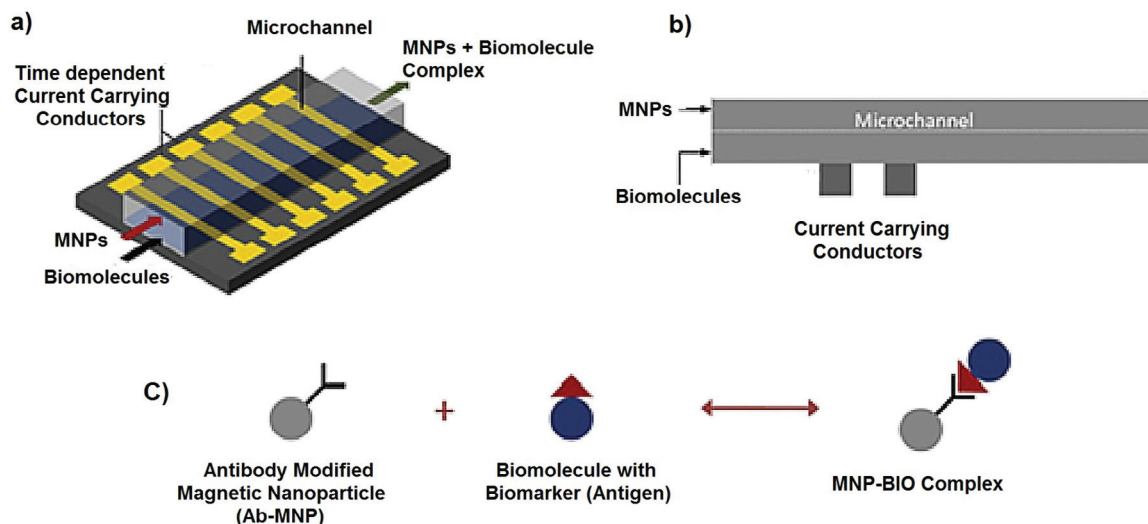 a)
Microchannel
MNPs + Biomolecule
Complex
Time dependent
Current Carrying
Conductors
MNPs
Biomolecules
b)
MNPs
Microchannel
Biomolecules
Current Carrying
Conductors
C)
+
Antibody Modified
Magnetic Nanoparticle
(Ab-MNP)
Biomolecule with
Biomarker (Antigen)
MNP-BIO Complex